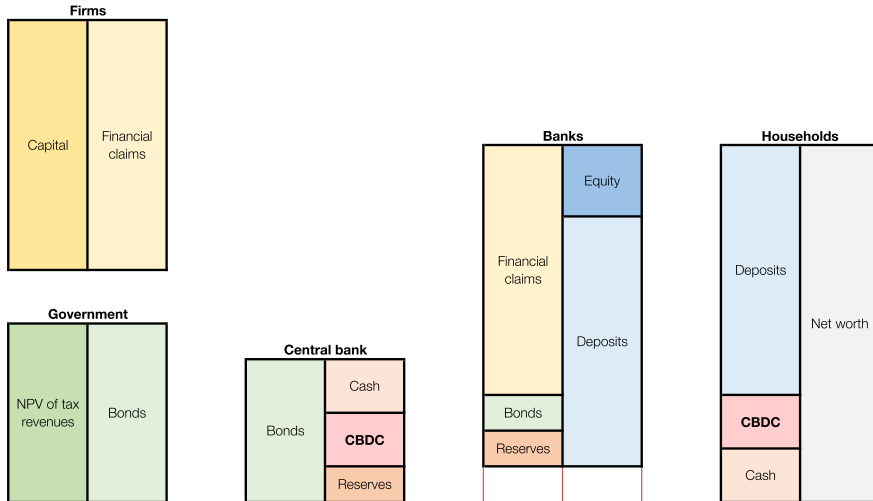 Firms
Capital
Financial
claims
Government
NPV of tax
revenues
Bonds
Central bank
Bonds
Cash
CBDC
Reserves
Banks
Financial
claims
Bonds
Reserves
Equity
Deposits
Households
Deposits
CBDC
Cash
Net worth